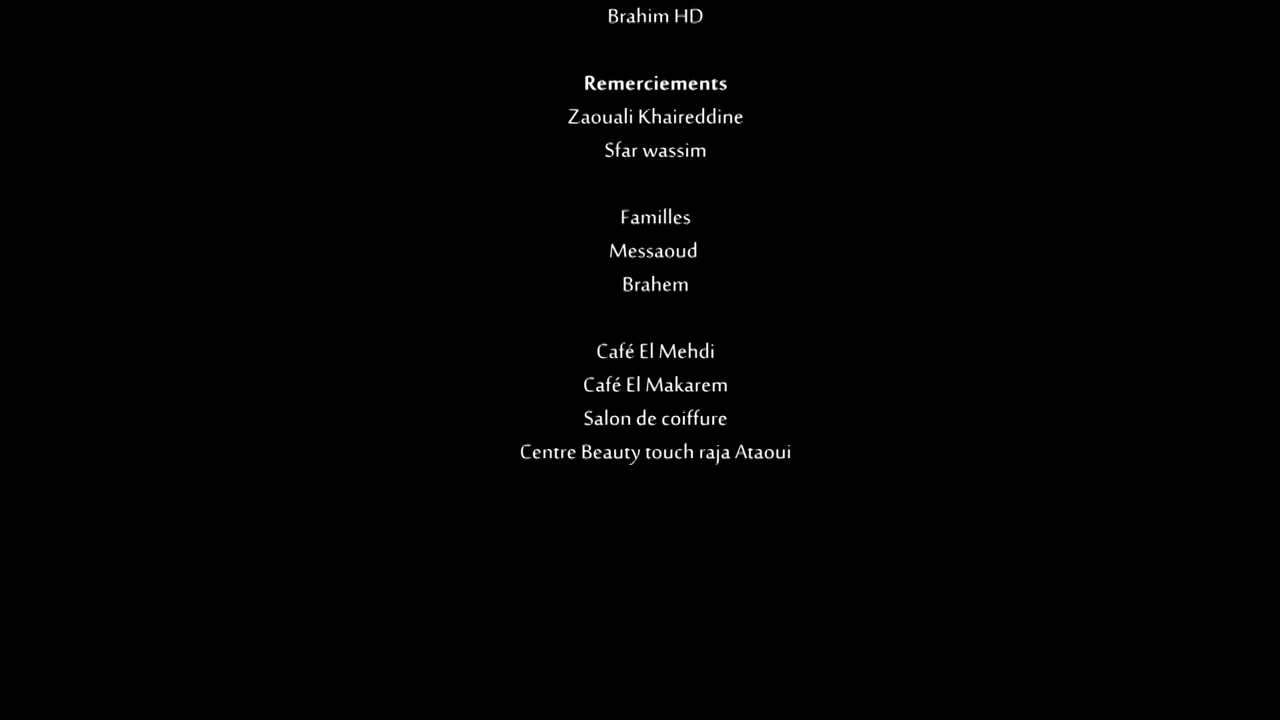 Brahim HD
Remerciements
Zaouali Khaireddine
Sfar wassim
Familles
Messaoud
Brahem
Café El Mehdi
Café El Makarem
Salon de coiffure
Centre Beauty touch raja Ataoui